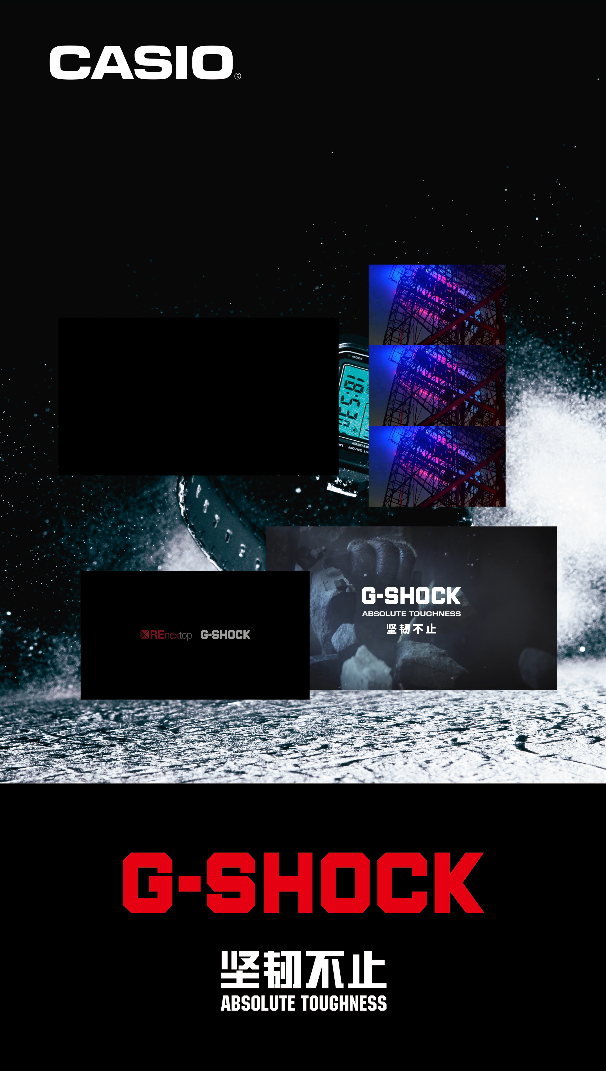 CASIO®
G-SHOCK
ABSOLUTE TOUGHNESS
坚韧不止
REnextop G-SHOCK
G-SHOCK
坚韧不止
ABSOLUTE TOUGHNESS